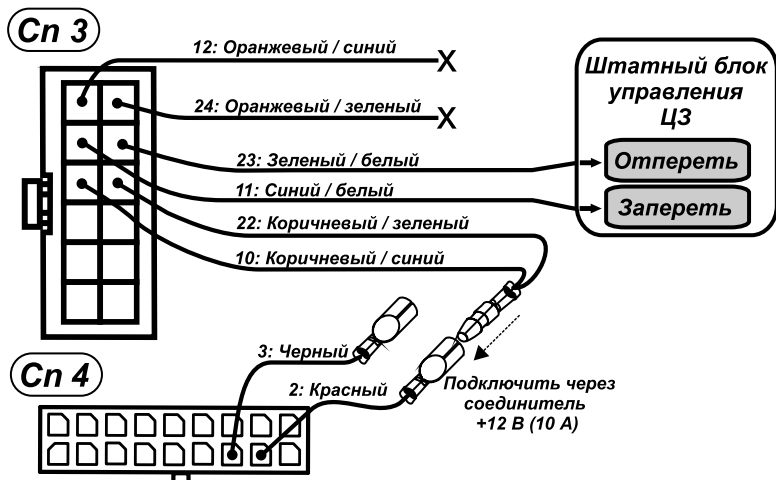 Сп 3
12: Оранжевый / синий
X
24: Оранжевый / зеленый
X
Штатный блок
управления
ЦЗ
23: Зеленый / белый
Отпереть
11: Синий / белый
Запереть
22: Коричневый / зеленый
10: Коричневый / синий
3: Черный
Сп 4
2: Красный
Подключить через
соединитель
+12 В (10 А)